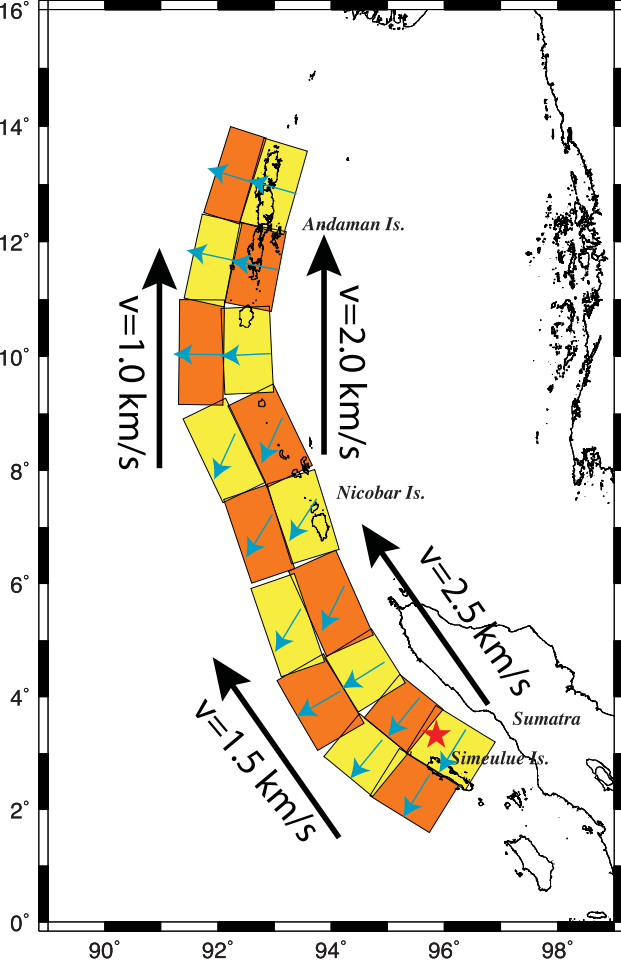 16°
14°
Andaman Is.
12°
v=1.0 km/s
v=2.0 km/s
10°
8°
Nicobar Is.
6°
v=2.5 km/s
4°
Sumatra
Simeulue Is.
v=1.5 km/s
2°
0°
90° 92° 94° 96° 98°